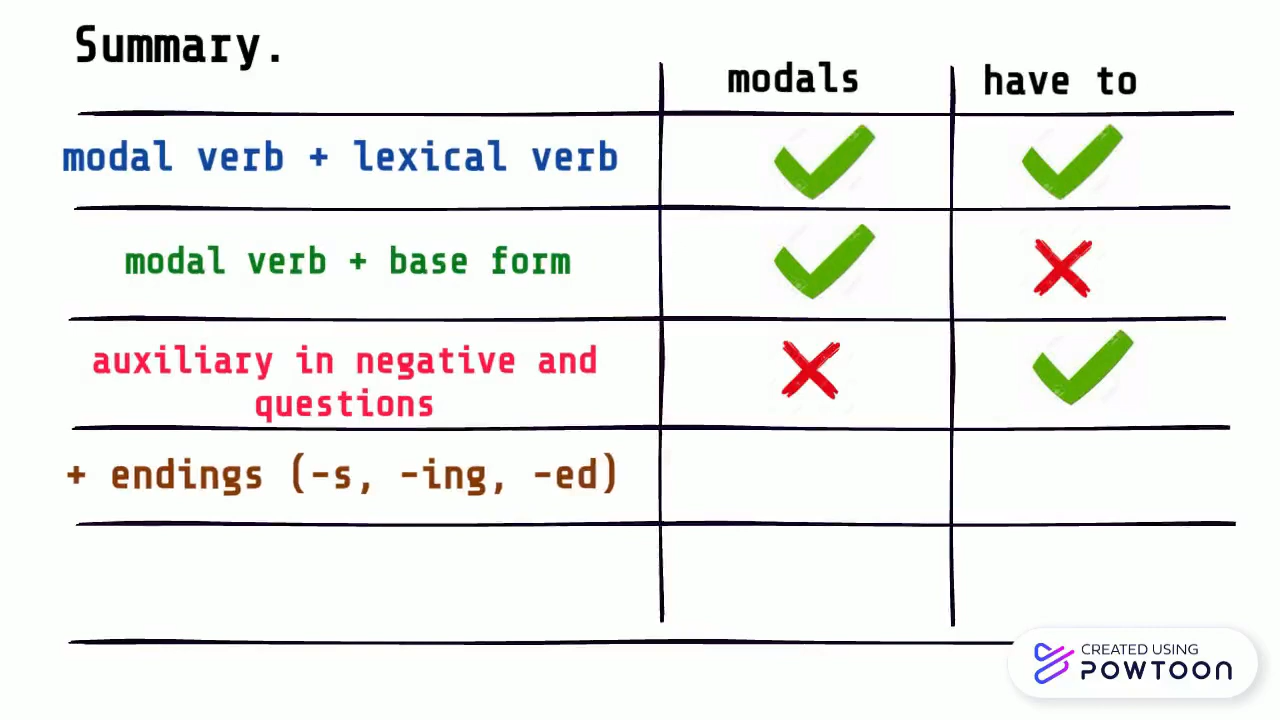 Summary.
modals
have to
modal verb + lexical verb
modal verb + base form
auxiliary in negative and
questions
+ endings (-s, -ing, -ed)
CREATED USING
POWTOON